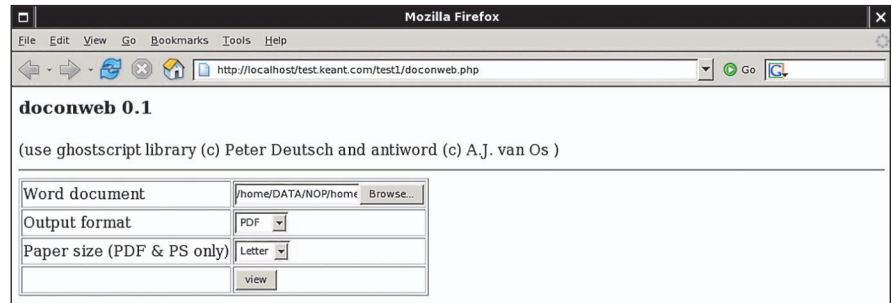 Mozilla Firefox
File Edit View Go Bookmarks Tools Help
http://localhost/test.keant.com/test1/doconweb.php Go G
doconweb 0.1
(use ghostscript library (c) Peter Deutsch and antiword (c) A.J. van Os )
Word document /home/DATA/NOP/home Browse...
Output format PDF
Paper size (PDF & PS only) Letter
view